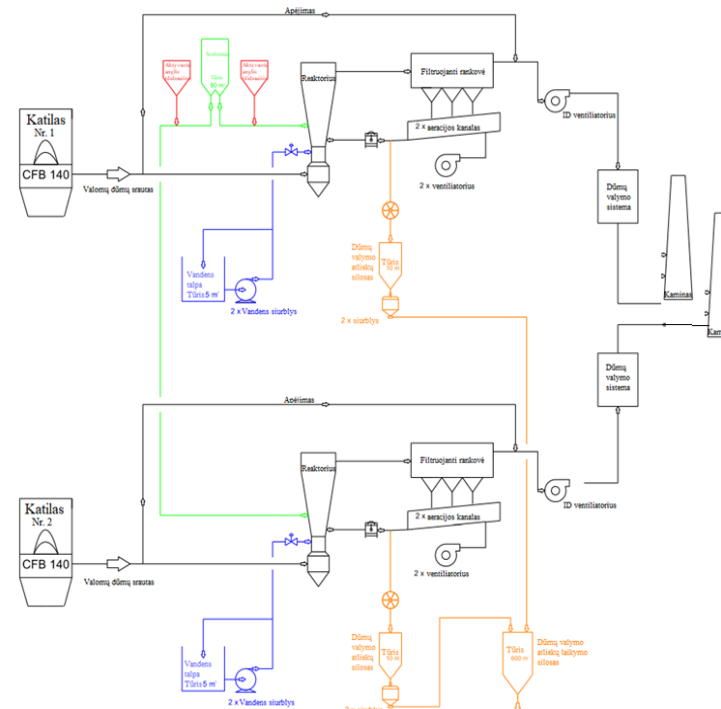 Apėjimas
Reaktorius
Filtruojanti rankovė
ID ventiliatorius
Katilas
Nr. 1
CFB 140
Valomų dūmų srautas
2 x aeracijos kanalas
2 x ventiliatorius
Dūmų
valymo
sistema
Kaminas
Vandens
talpa
Tūris 5 m³
2 x Vandens siurblys
Dūmų
valymo
atliekų
silosas
Tūris
2 x siurblys
Dūmų
valymo
sistema
Apėjimas
Reaktorius
Filtruojanti rankovė
ID ventiliatorius
Katilas
Nr. 2
CFB 140
Valomų dūmų srautas
2 x aeracijos kanalas
2 x ventiliatorius
Vandens
talpa
Tūris 5 m³
2 x Vandens siurblys
Dūmų
valymo
atliekų
silosas
Tūris
Tūris
600 m
Dūmų valymo
atliekų laikymo
silosas